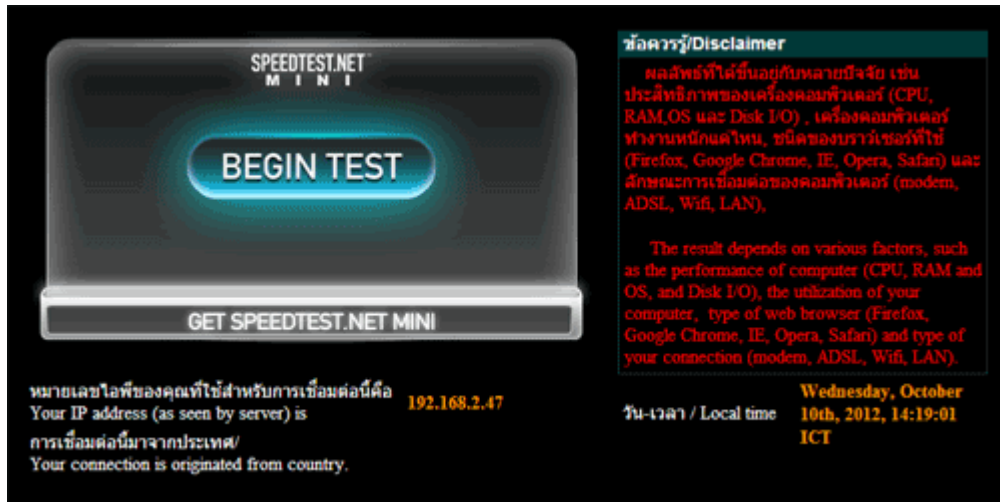 SPEEDTEST.NET™
MINI
BEGIN TEST
GET SPEEDTEST.NET MINI
ข้อควรรู้/Disclaimer
ผลลัพธ์ที่ได้ขึ้นอยู่กับหลายปัจจัย เช่น
ประสิทธิภาพของเครื่องคอมพิวเตอร์ (CPU,
RAM,OS และ Disk I/O) , เครื่องคอมพิวเตอร์
ทำงานหนักแค่ไหน, ชนิดของบราว์เซอร์ที่ใช้
(Firefox, Google Chrome, IE, Opera, Safari) และ
ลักษณะการเชื่อมต่อของคอมพิวเตอร์ (modem,
ADSL, Wifi, LAN),
The result depends on various factors, such
as the performance of computer (CPU, RAM and
OS, and Disk I/O), the utilization of your
computer, type of web browser (Firefox,
Google Chrome, IE, Opera, Safari) and type of
your connection (modem, ADSL, Wifi, LAN).
หมายเลขไอพีของคุณที่ใช้สำหรับการเชื่อมต่อนี้คือ
Your IP address (as seen by server) is
192.168.2.47
การเชื่อมต่อนี้มาจากประเทศ/
Your connection is originated from country.
วัน-เวลา / Local time
Wednesday, October
10th, 2012, 14:19:01
ICT